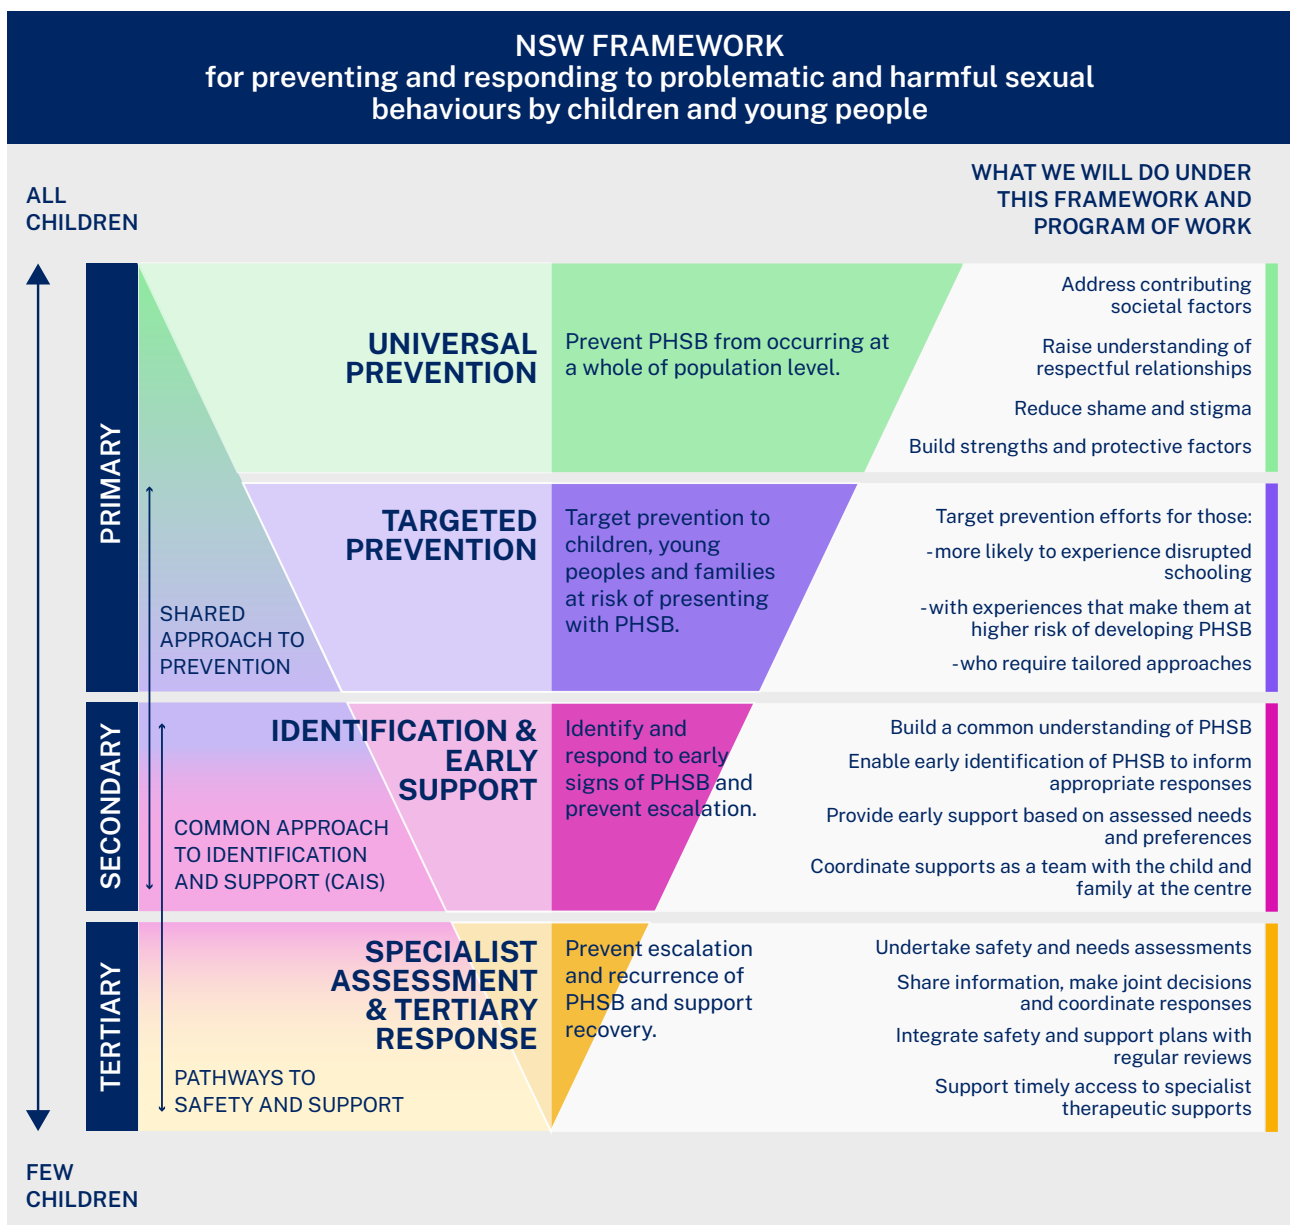 NSW FRAMEWORK
for preventing and responding to problematic and harmful sexual
behaviours by children and young people
ALL
CHILDREN
WHAT WE WILL DO UNDER
THIS FRAMEWORK AND
PROGRAM OF WORK
PRIMARY
UNIVERSAL
PREVENTION
Prevent PHSB from occurring at
a whole of population level.
Address contributing
societal factors
Raise understanding of
respectful relationships
Reduce shame and stigma
Build strengths and protective factors
TARGETED
PREVENTION
Target prevention to
children, young
peoples and families
at risk of presenting
with PHSB.
Target prevention efforts for those:
-more likely to experience disrupted
schooling
-with experiences that make them at
higher risk of developing PHSB
-who require tailored approaches
SHARED
APPROACH TO
PREVENTION
SECONDARY
IDENTIFICATION &
EARLY
SUPPORT
Identify and
respond to early
signs of PHSB and
prevent escalation.
Build a common understanding of PHSB
Enable early identification of PHSB to inform
appropriate responses
Provide early support based on assessed needs
and preferences
Coordinate supports as a team with the child and
family at the centre
COMMON APPROACH
TO IDENTIFICATION
AND SUPPORT (CAIS)
TERTIARY
SPECIALIST
ASSESSMENT
& TERTIARY
RESPONSE
Prevent escalation
and recurrence of
PHSB and support
recovery.
Undertake safety and needs assessments
Share information, make joint decisions
and coordinate responses
Integrate safety and support plans with
regular reviews
Support timely access to specialist
therapeutic supports
PATHWAYS TO
SAFETY AND SUPPORT
FEW
CHILDREN